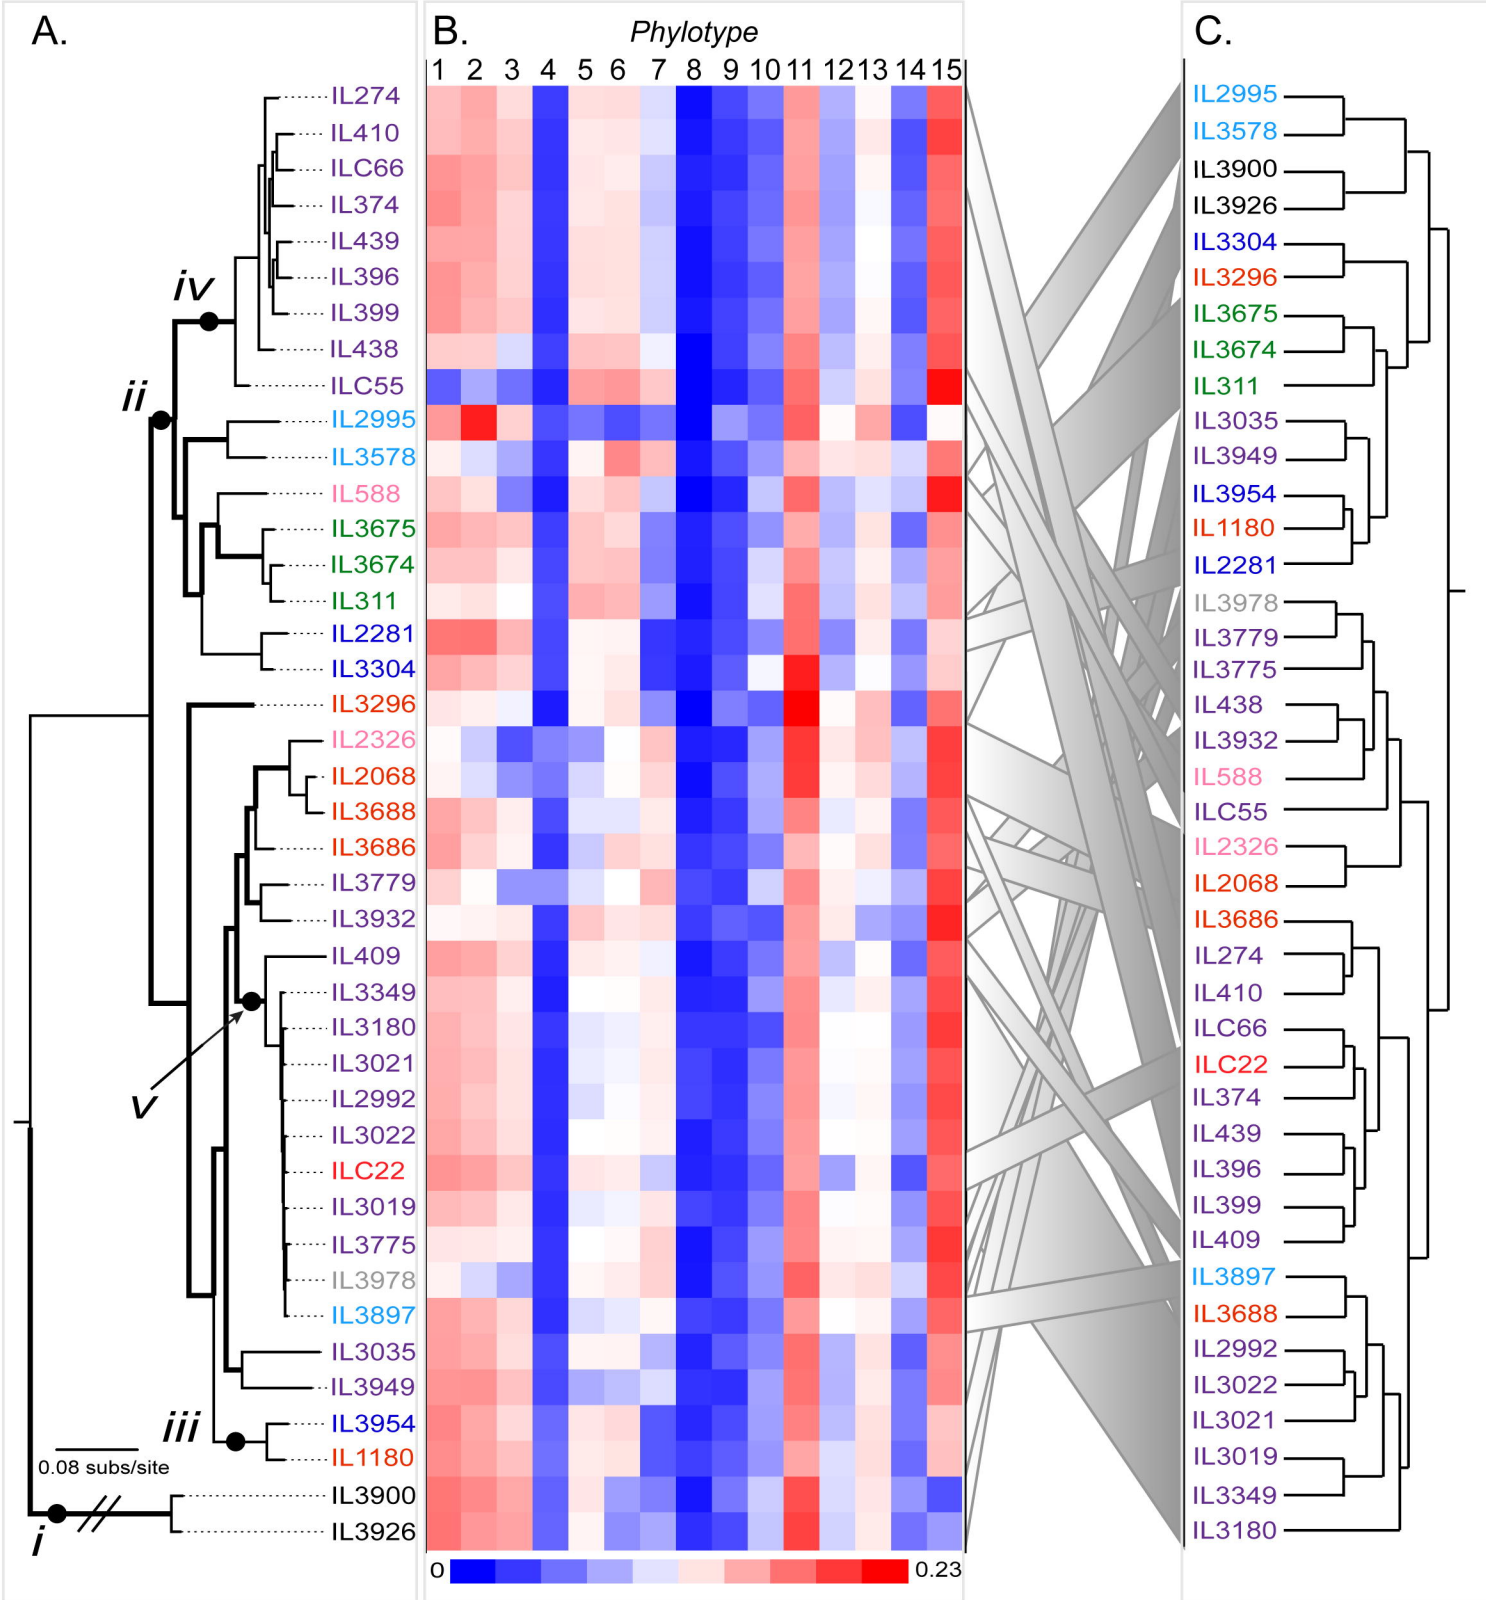 A.
B.
C.
Phylotype
1 2 3 4 5 6 7 8 9 10 11 12 13 14 15
IL274
IL410
ILC66
IL374
IL439
IL396
IL399
IL438
ILC55
IL2995
IL3578
IL588
IL3675
IL3674
IL311
IL2281
IL3304
IL3296
IL2326
IL2068
IL3688
IL3686
IL3779
IL3932
IL409
IL3349
IL3180
IL3021
IL2992
IL3022
ILC22
IL3019
IL3775
IL3978
IL3897
IL3035
IL3949
IL3954
IL1180
IL3900
IL3926
iv
ii
v
iii
i
0.08 subs/site
0
0.23
IL2995
IL3578
IL3900
IL3926
IL3304
IL3296
IL3675
IL3674
IL311
IL3035
IL3949
IL3954
IL1180
IL2281
IL3978
IL3779
IL3775
IL438
IL3932
IL588
ILC55
IL2326
IL2068
IL3686
IL274
IL410
ILC66
ILC22
IL374
IL439
IL396
IL399
IL409
IL3897
IL3688
IL2992
IL3022
IL3021
IL3019
IL3349
IL3180